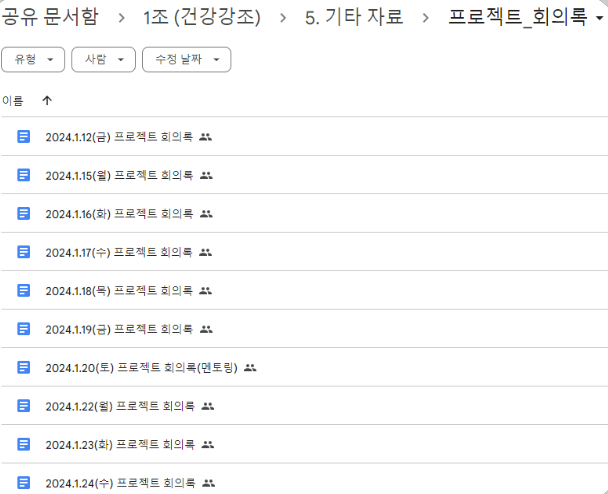 공유 문서함 > 1조 (건강강조) > 5. 기타 자료 > 프로젝트_회의록
유형 사람 수정 날짜
이름
2024.1.12(금) 프로젝트 회의록
2024.1.15(월) 프로젝트 회의록
2024.1.16(화) 프로젝트 회의록
2024.1.17(수) 프로젝트 회의록
2024.1.18(목) 프로젝트 회의록
2024.1.19(금) 프로젝트 회의록
2024.1.20(토) 프로젝트 회의록(멘토링)
2024.1.22(월) 프로젝트 회의록
2024.1.23(화) 프로젝트 회의록
2024.1.24(수) 프로젝트 회의록